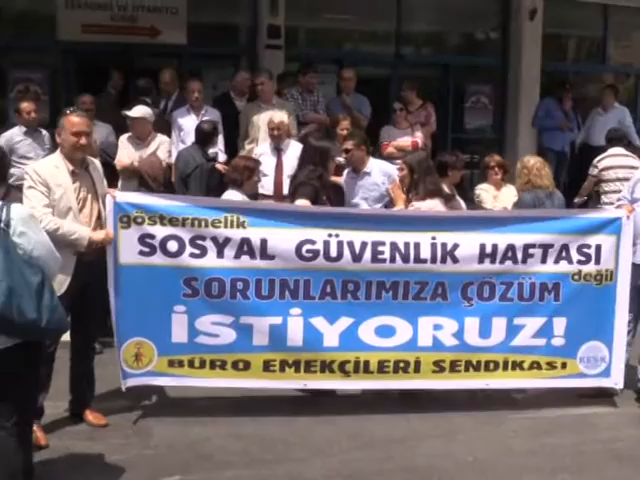 göstermelik
SOSYAL GÜVENLİK HAFTASI
değil
SORUNLARIMIZA ÇÖZÜM
İSTİYORUZ!
BÜRO EMEKÇİLERİ SENDİKASI
KESK